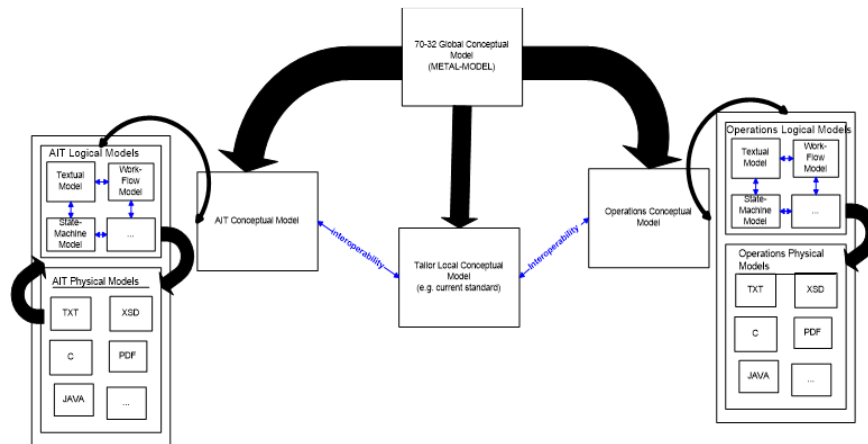 70-32 Global Conceptual
Model
(METAL-MODEL)
AIT Logical Models
Textual
Model
Work-
Flow
Model
State-
Machine
Model
...
AIT Physical Models
TXT
XSD
C
PDF
JAVA
...
AIT Conceptual Model
Interoperability
Tailor Local Conceptual
Model
(e.g. current standard)
Interoperability
Operations Conceptual
Model
Operations Logical Models
Textual
Model
Work-
Flow
Model
State-
Machine
Model
...
Operations Physical
Models
TXT
XSD
C
PDF
JAVA
...